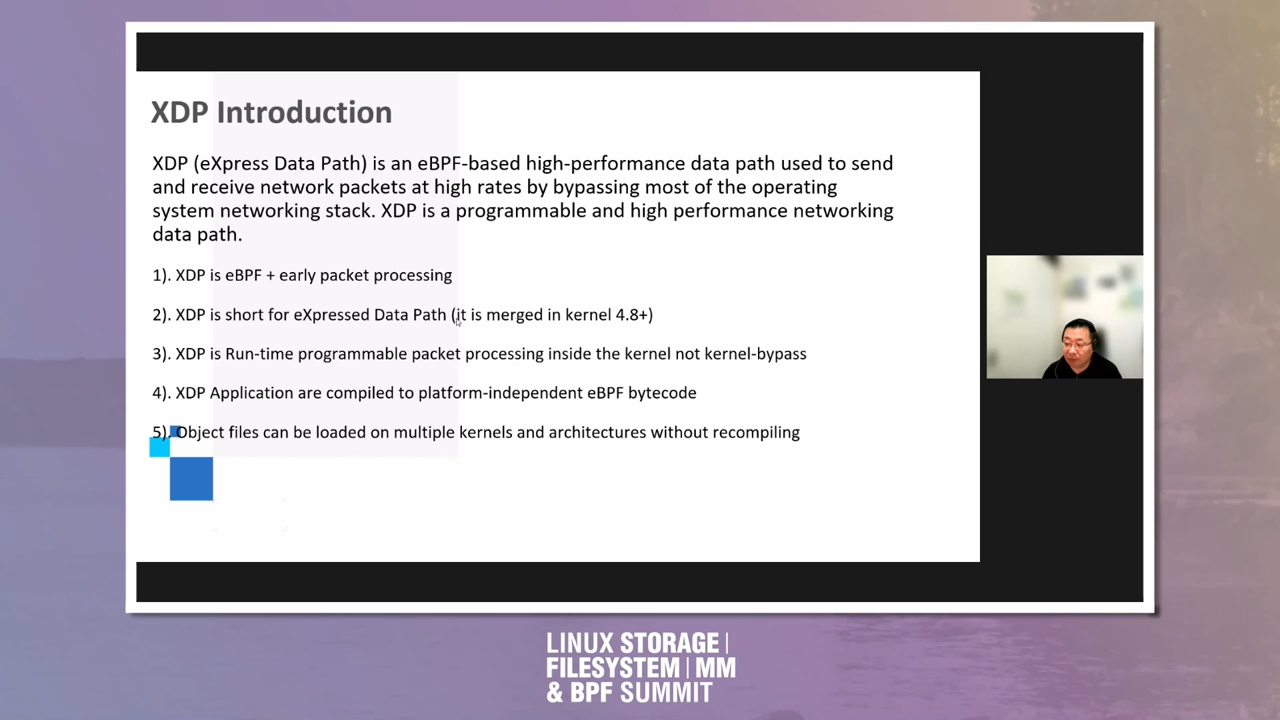 XDP Introduction
XDP (eXpress Data Path) is an eBPF-based high-performance data path used to send
and receive network packets at high rates by bypassing most of the operating
system networking stack. XDP is a programmable and high performance networking
data path.
1). XDP is eBPF + early packet processing
2). XDP is short for eXpressed Data Path (it is merged in kernel 4.8+)
3). XDP is Run-time programmable packet processing inside the kernel not kernel-bypass
4). XDP Application are compiled to platform-independent eBPF bytecode
5). Object files can be loaded on multiple kernels and architectures without recompiling
LINUX STORAGE |
FILESYSTEM | MM
& BPF SUMMIT